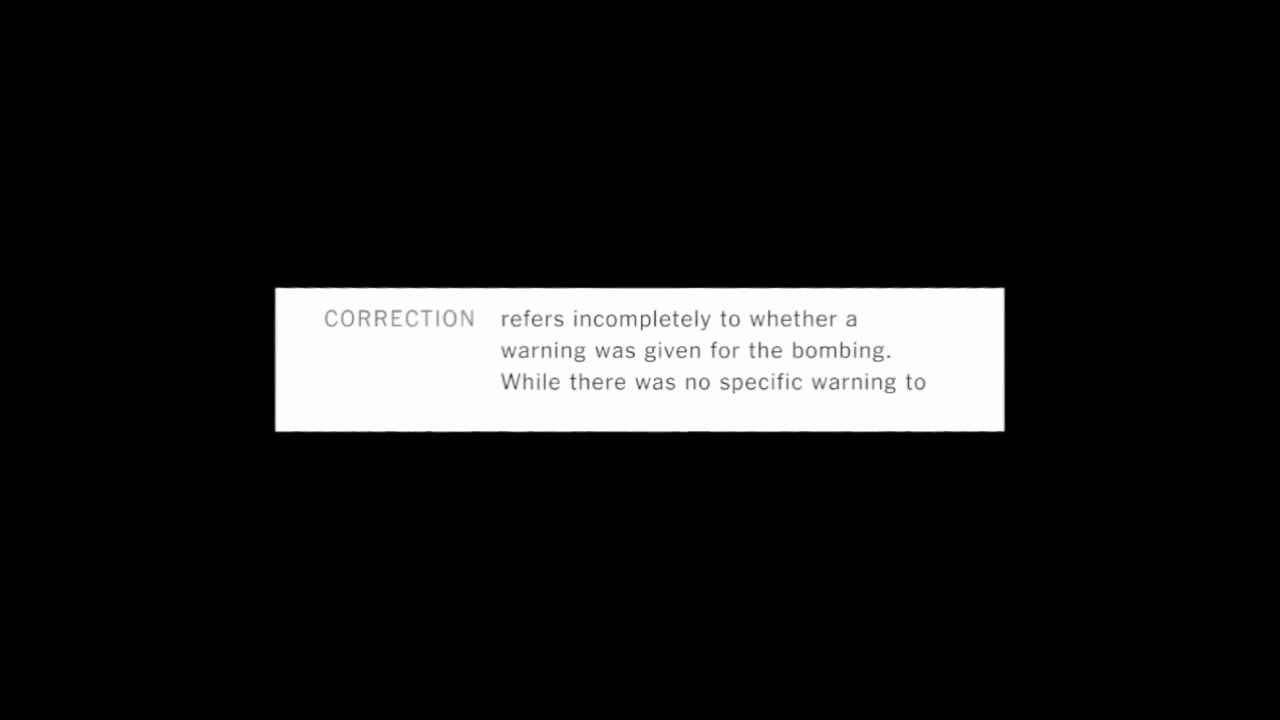 CORRECTION refers incompletely to whether a
warning was given for the bombing.
While there was no specific warning to